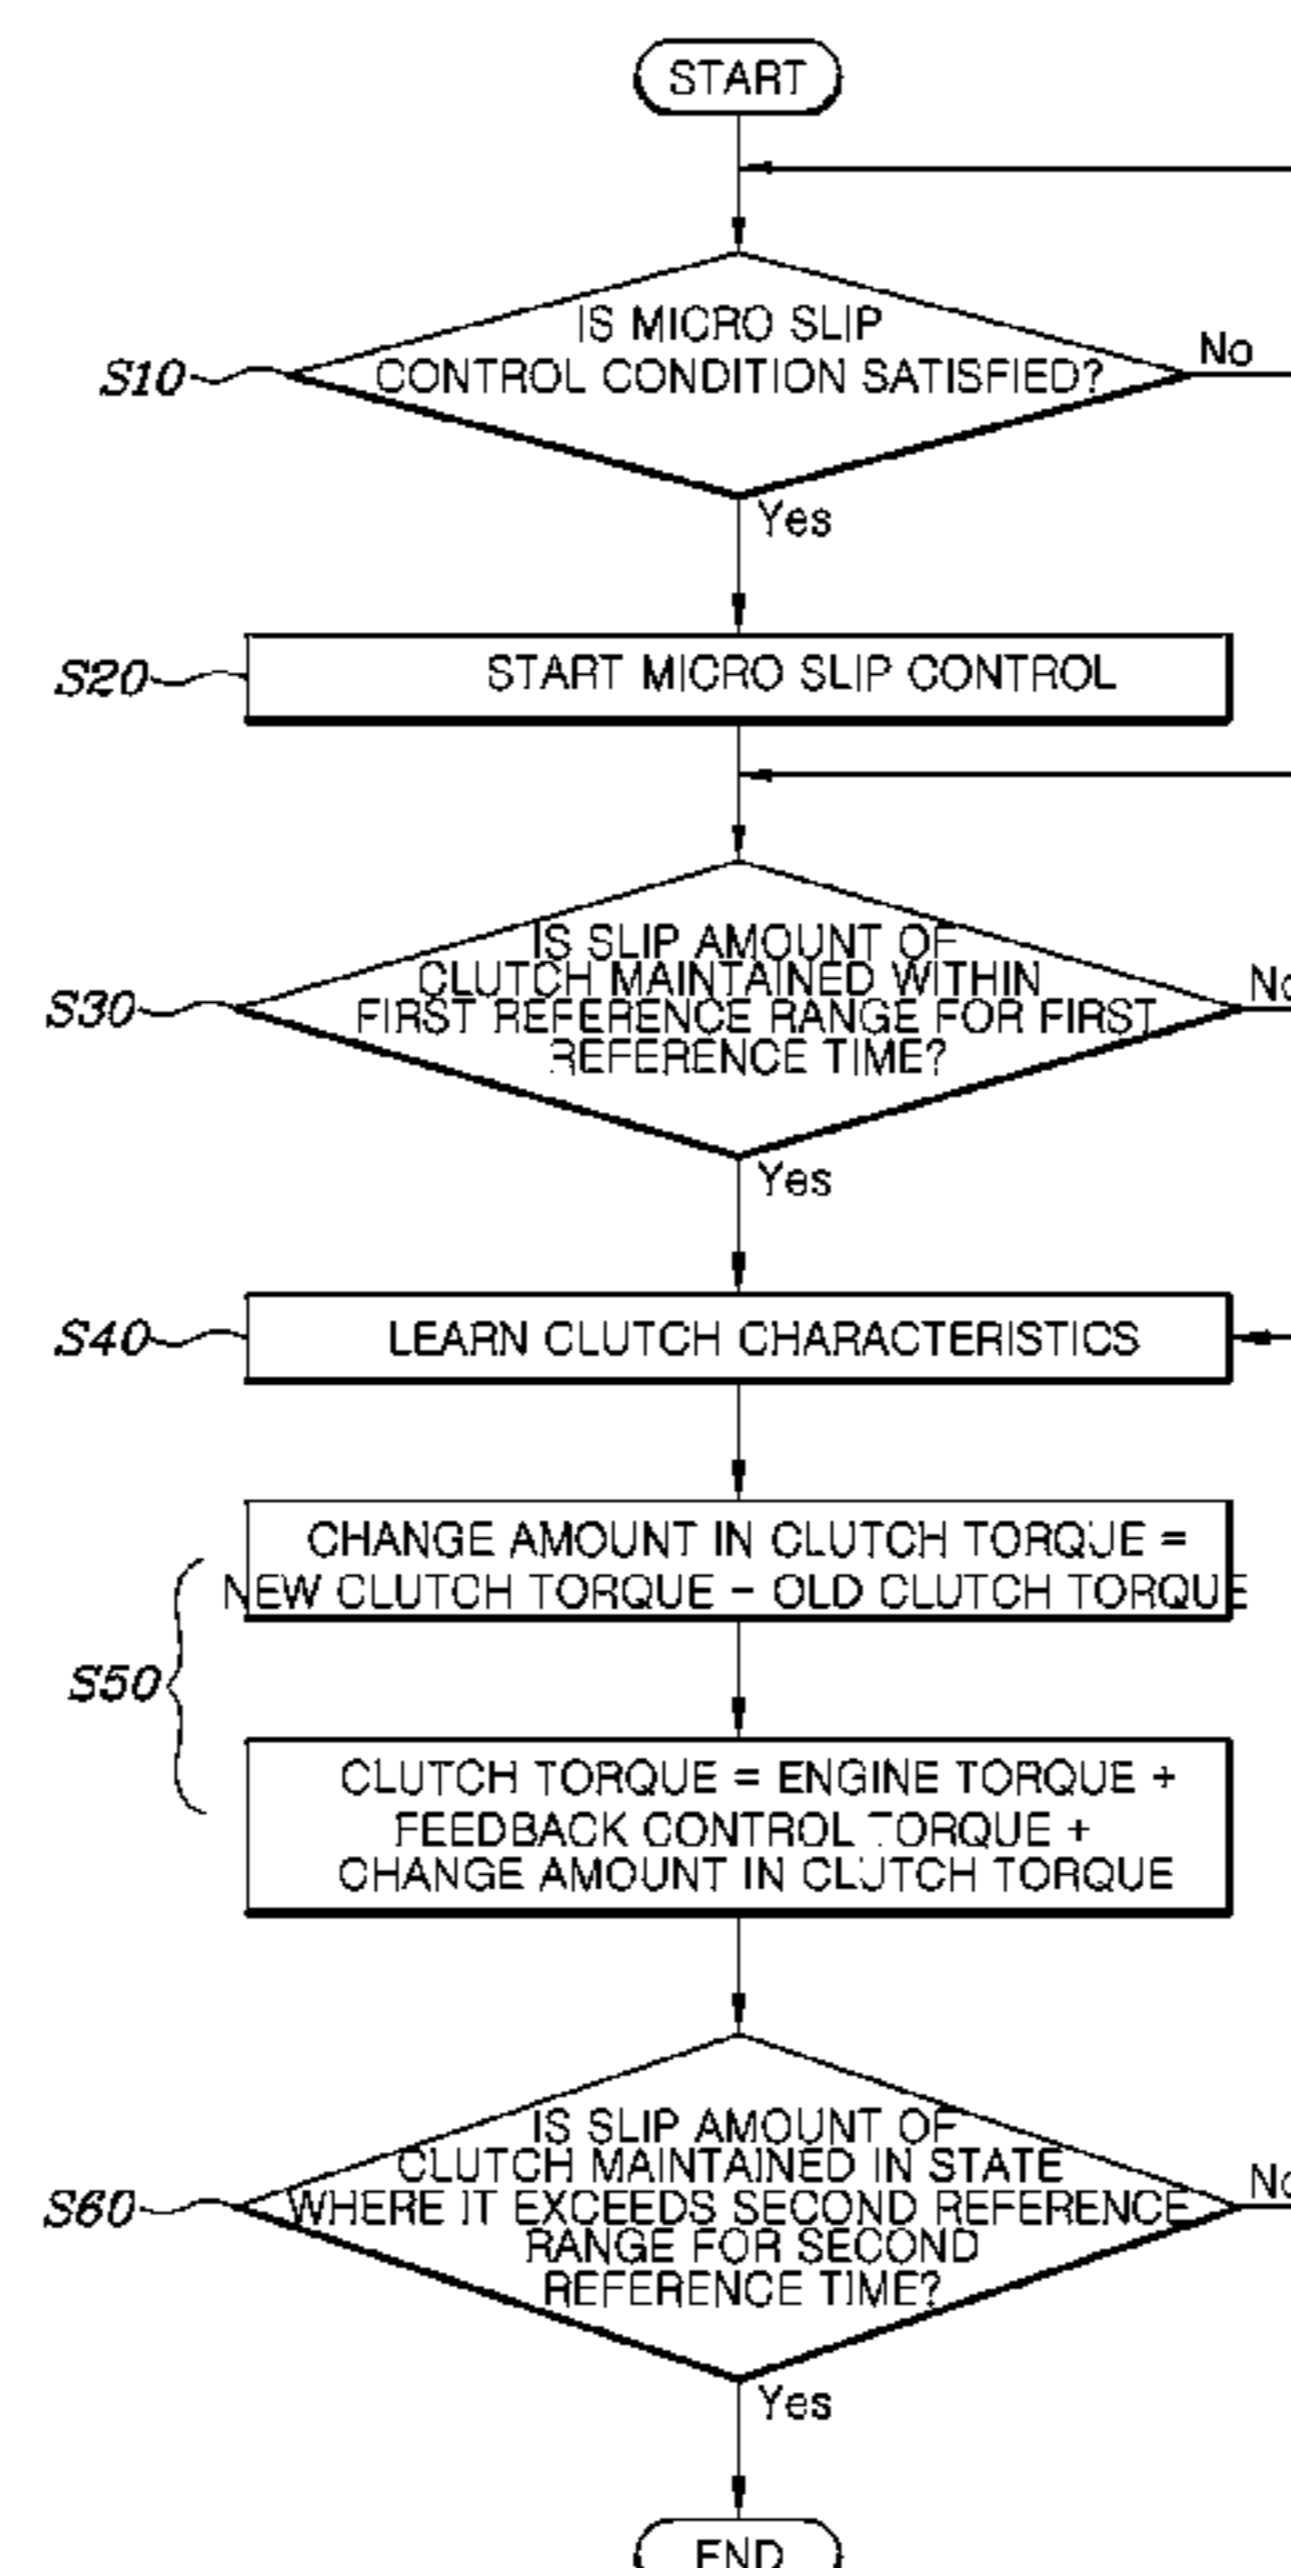 START
IS MICRO SLIP
CONTROL CONDITION SATISFIED?
No
S10
Yes
START MICRO SLIP CONTROL
S20
IS SLIP AMOUNT OF
CLUTCH MAINTAINED WITHIN
FIRST REFERENCE RANGE FOR FIRST
REFERENCE TIME?
No
S30
Yes
LEARN CLUTCH CHARACTERISTICS
S40
CHANGE AMOUNT IN CLUTCH TORQUE =
NEW CLUTCH TORQUE - OLD CLUTCH TORQUE
S50
CLUTCH TORQUE = ENGINE TORQUE +
FEEDBACK CONTROL TORQUE +
CHANGE AMOUNT IN CLUTCH TORQUE
IS SLIP AMOUNT OF
CLUTCH MAINTAINED IN STATE
WHERE IT EXCEEDS SECOND REFERENCE
RANGE FOR SECOND
REFERENCE TIME?
No
S60
Yes
END